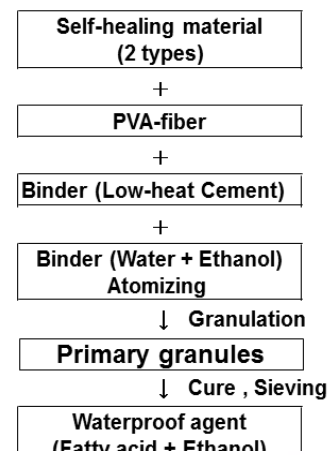 Self-healing material
(2 types)
+
PVA-fiber
+
Binder (Low-heat Cement)
+
Binder (Water + Ethanol)
Atomizing
↓ Granulation
Primary granules
↓ Cure , Sieving
Waterproof agent
(Fatty acid + Ethanol)